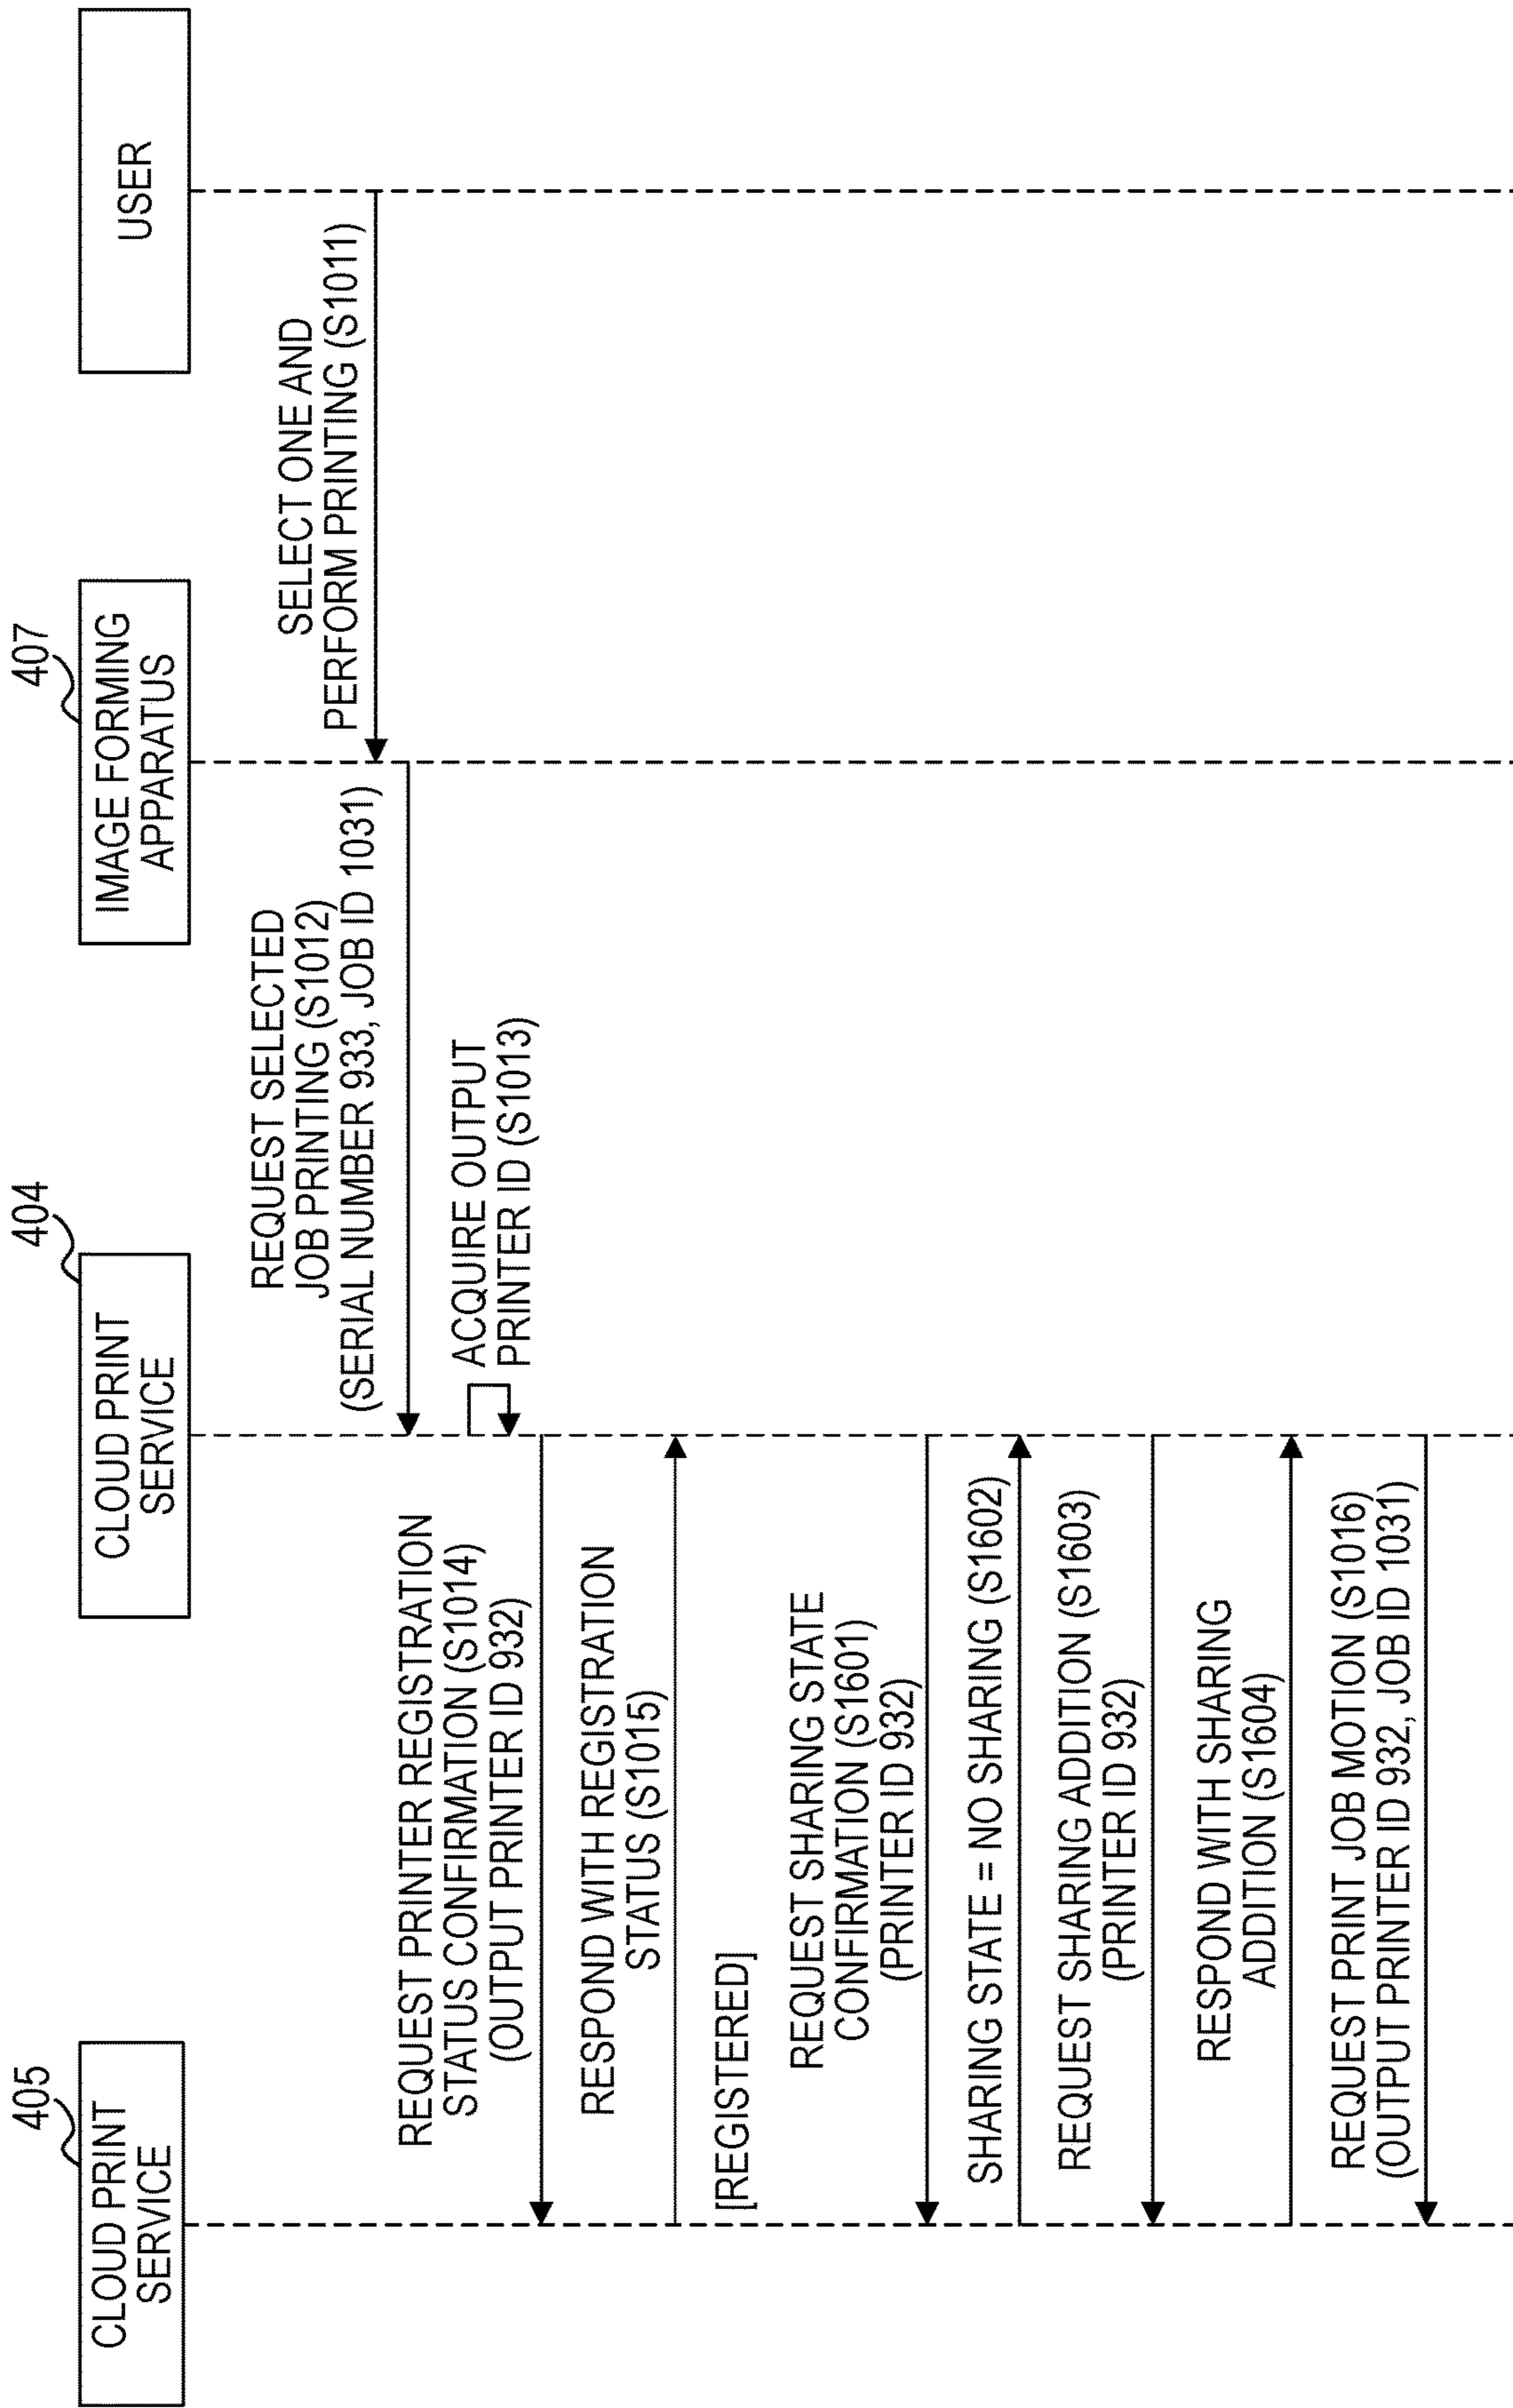 405
CLOUD PRINT
SERVICE
404
CLOUD PRINT
SERVICE
407
IMAGE FORMING
APPARATUS
USER
SELECT ONE AND
PERFORM PRINTING (S1011)
REQUEST SELECTED
JOB PRINTING (S1012)
(SERIAL NUMBER 933, JOB ID 1031)
ACQUIRE OUTPUT
PRINTER ID (S1013)
REQUEST PRINTER REGISTRATION
STATUS CONFIRMATION (S1014)
(OUTPUT PRINTER ID 932)
RESPOND WITH REGISTRATION
STATUS (S1015)
[REGISTERED]
REQUEST SHARING STATE
CONFIRMATION (S1601)
(PRINTER ID 932)
SHARING STATE = NO SHARING (S1602)
REQUEST SHARING ADDITION (S1603)
(PRINTER ID 932)
RESPOND WITH SHARING
ADDITION (S1604)
REQUEST PRINT JOB MOTION (S1016)
(OUTPUT PRINTER ID 932, JOB ID 1031)